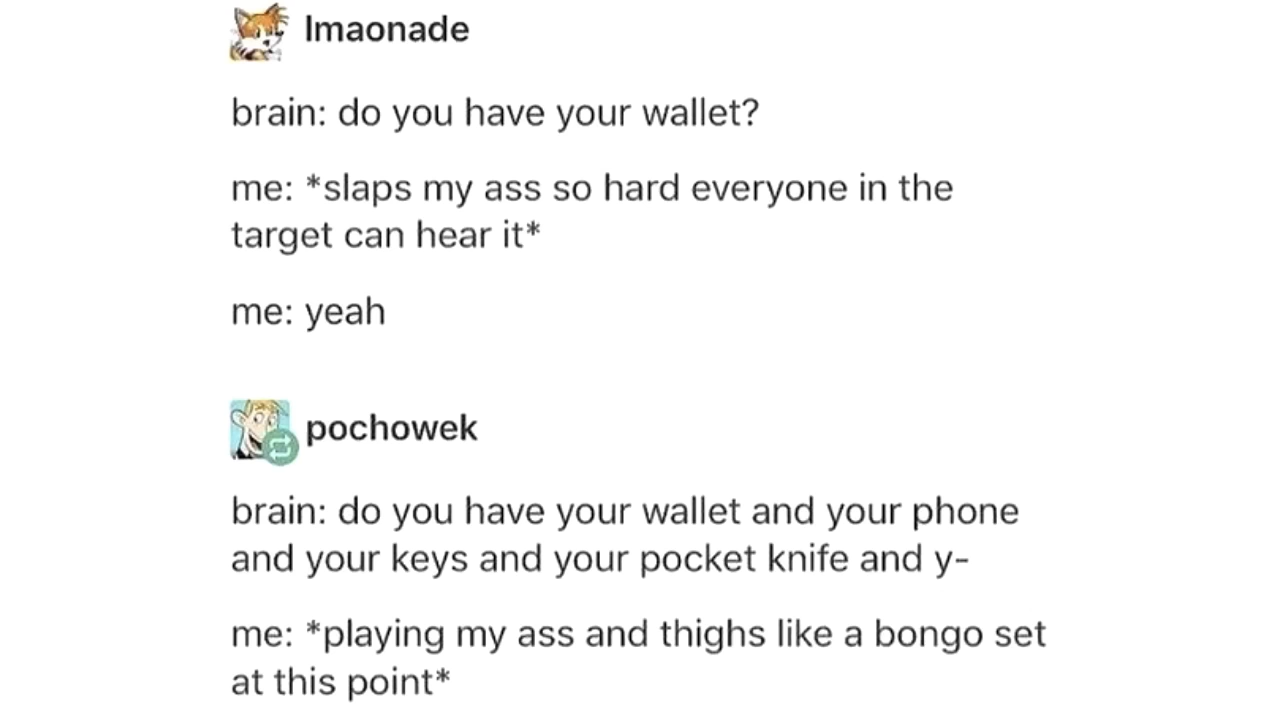 lmaonade
brain: do you have your wallet?
me: *slaps my ass so hard everyone in the
target can hear it*
me: yeah
pochowek
brain: do you have your wallet and your phone
and your keys and your pocket knife and y-
me: *playing my ass and thighs like a bongo set
at this point*